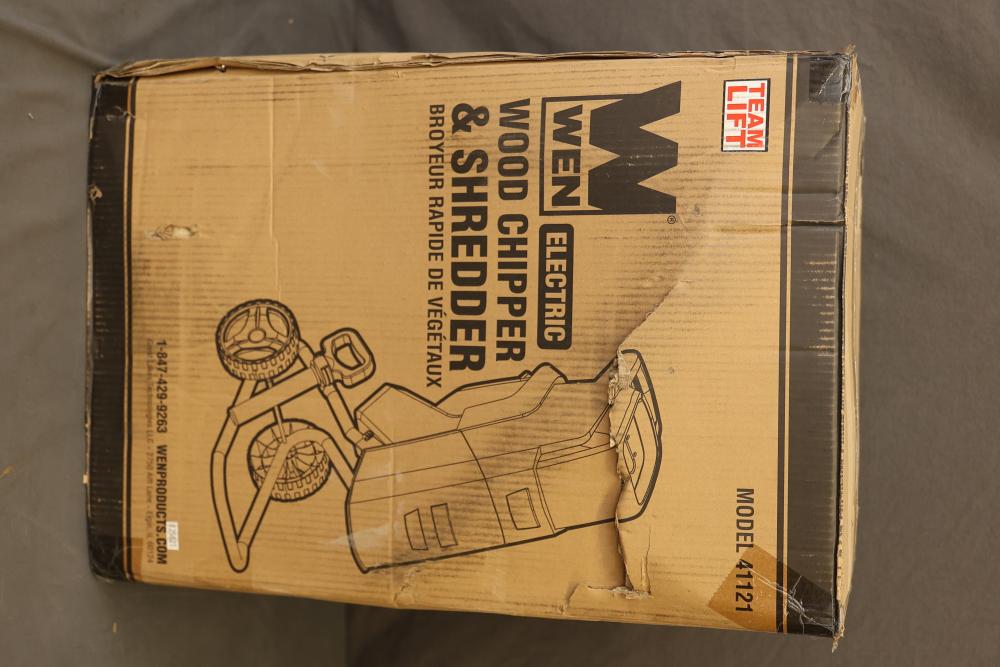 TEAM
LIFT
WEN
®
ELECTRIC
WOOD CHIPPER
& SHREDDER
BROYEUR RAPIDE DE VÉGÉTAUX
MODEL 41121
1-847-429-9263 WENPRODUCTS.COM